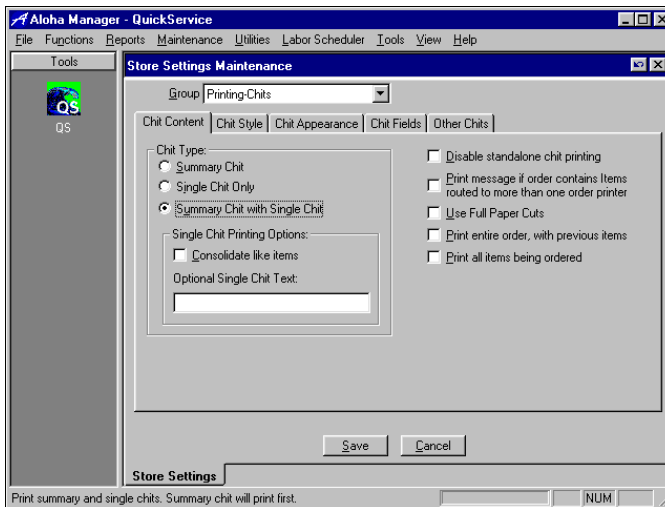 Aloha Manager - QuickService
File Functions Reports Maintenance Utilities Labor Scheduler Tools View Help
Tools
QS
QS
Store Settings Maintenance
Group Printing-Chits
Chit Content Chit Style Chit Appearance Chit Fields Other Chits
Chit Type:
Summary Chit
Single Chit Only
Summary Chit with Single Chit
Single Chit Printing Options:
Consolidate like items
Optional Single Chit Text:
Disable standalone chit printing
Print message if order contains Items
routed to more than one order printer
Use Full Paper Cuts
Print entire order, with previous items
Print all items being ordered
Save Cancel
Store Settings
Print summary and single chits. Summary chit will print first.
NUM